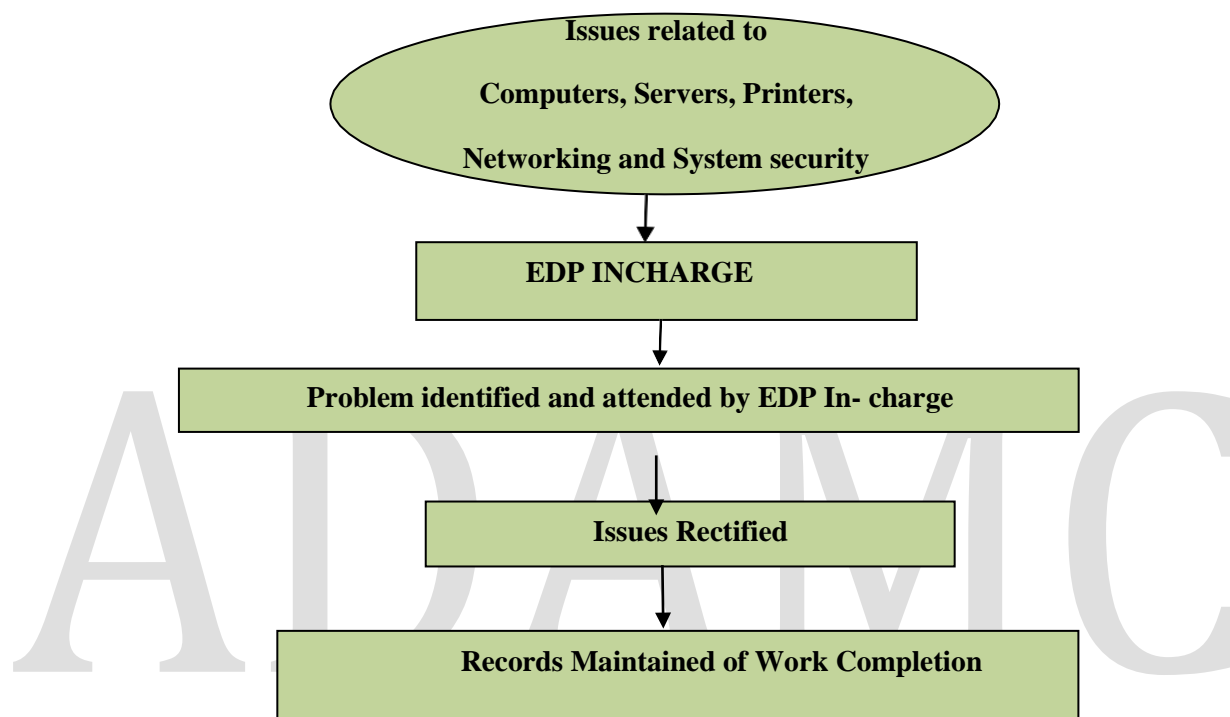 Issues related to
Computers, Servers, Printers,
Networking and System security
EDP INCHARGE
Problem identified and attended by EDP In- charge
Issues Rectified
Records Maintained of Work Completion
ADAMC